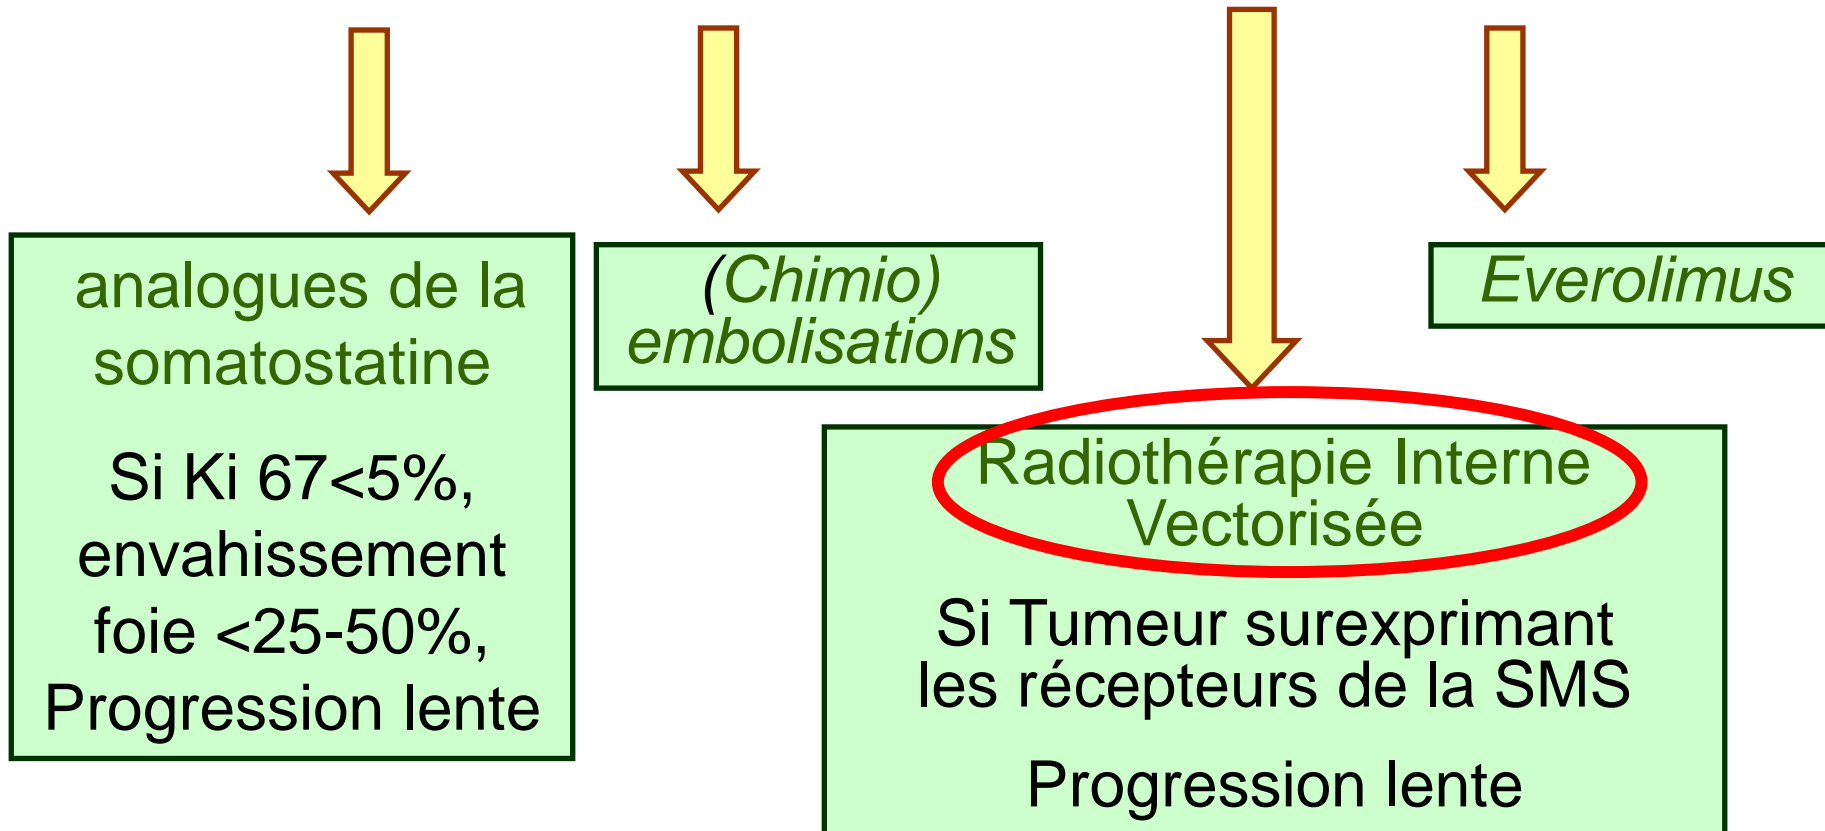 analogues de la
somatostatine
Si Ki 67<5%,
envahissement
foie <25-50%,
Progression lente
(Chimio)
embolisations
Radiothérapie Interne
Vectorisée
Si Tumeur surexprimant
les récepteurs de la SMS
Progression lente
Everolimus